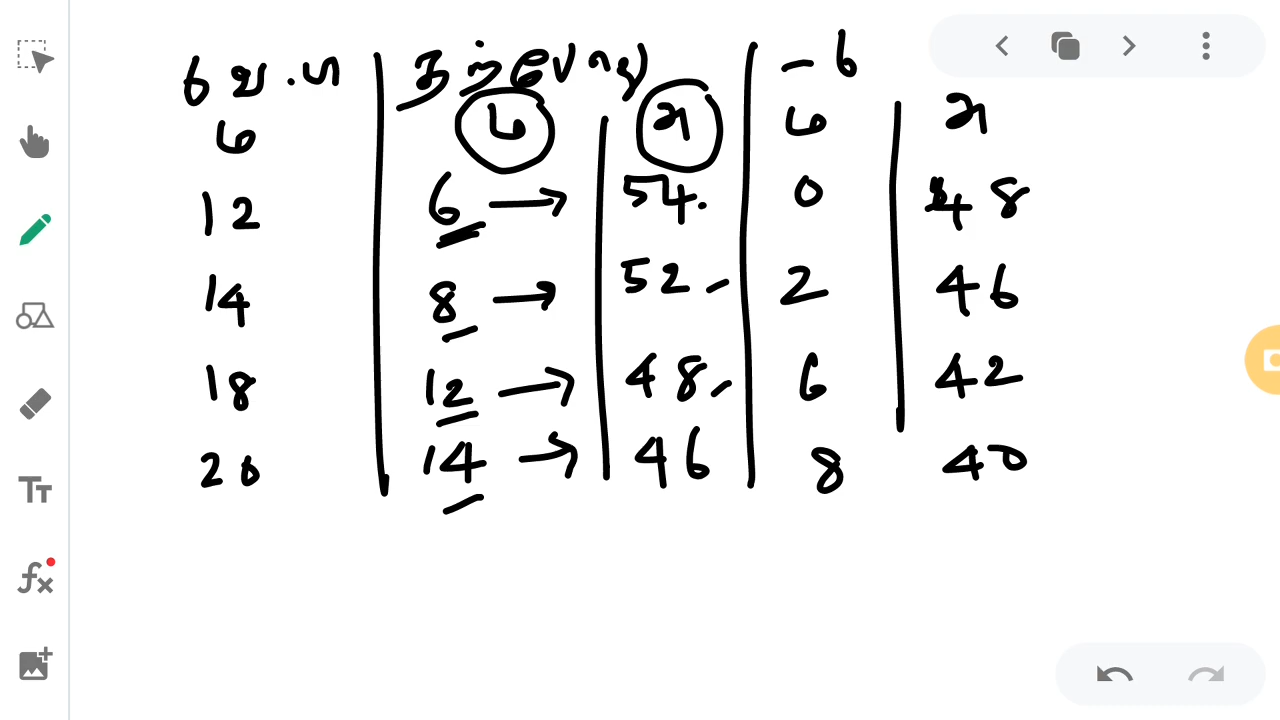 6 | - 6
12 | 6 → | 54. | 0 | 48
14 | 8 → | 52 | 2 | 46
18 | 12 → | 48 | 6 | 42
20 | 14 → | 46 | 8 | 40